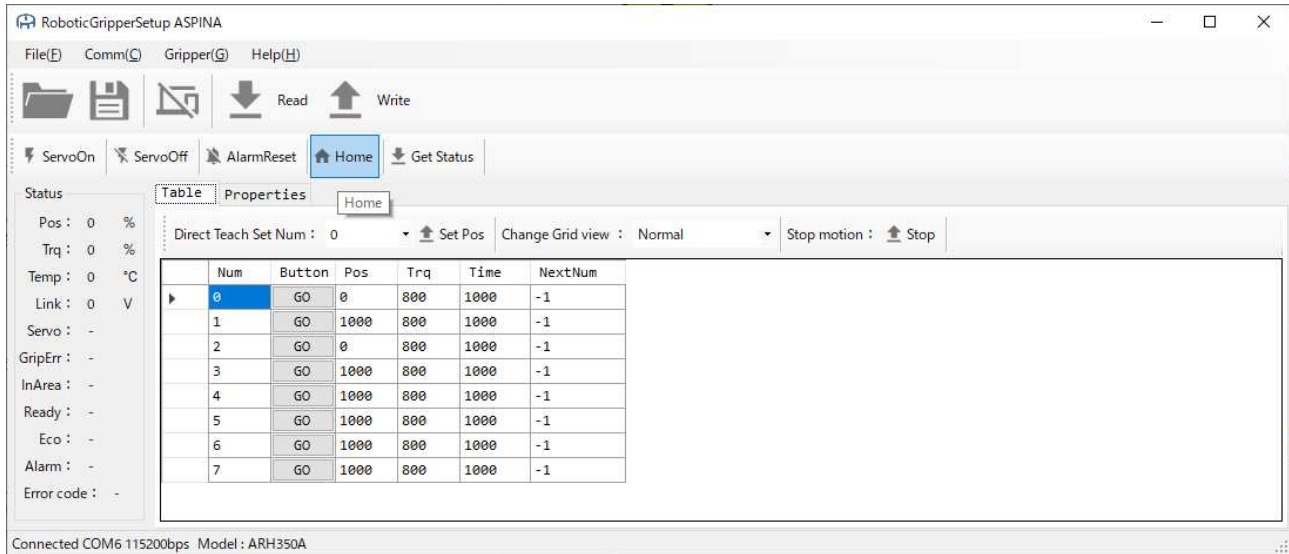 RoboticGripperSetup ASPINA
File(F) Comm(C) Gripper(G) Help(H)
Read Write
ServoOn ServoOff AlarmReset Home Get Status
Status
Pos： 0 %
Trq： 0 %
Temp： 0 °C
Link： 0 V
Servo： -
GripErr： -
InArea： -
Ready： -
Eco： -
Alarm： -
Error code： -
Table Properties
Home
Direct Teach Set Num： 0 Set Pos Change Grid view ： Normal Stop motion： Stop
Num Button Pos Trq Time NextNum
0 GO 0 800 1000 -1
1 GO 1000 800 1000 -1
2 GO 0 800 1000 -1
3 GO 1000 800 1000 -1
4 GO 1000 800 1000 -1
5 GO 1000 800 1000 -1
6 GO 1000 800 1000 -1
7 GO 1000 800 1000 -1
Connected COM6 115200bps Model : ARH350A